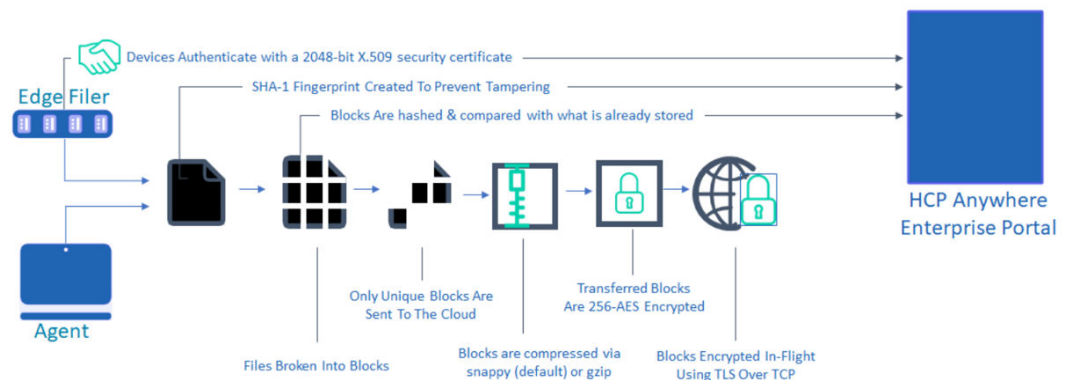 Devices Authenticate with a 2048-bit X.509 security certificate
SHA-1 Fingerprint Created To Prevent Tampering
Edge Filer
Blocks Are hashed & compared with what is already stored
HCP Anywhere
Enterprise Portal
Only Unique Blocks Are
Sent To The Cloud
Transferred Blocks
Are 256-AES Encrypted
Agent
Files Broken Into Blocks
Blocks are compressed via
snappy (default) or gzip
Blocks Encrypted In-Flight
Using TLS Over TCP